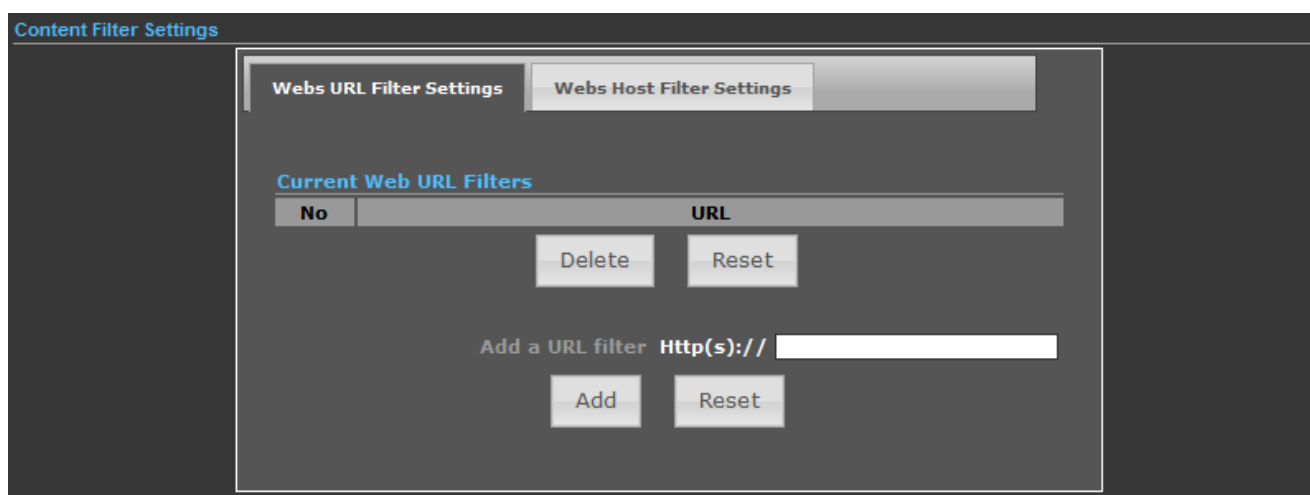 Content Filter Settings
Webs URL Filter Settings Webs Host Filter Settings
Current Web URL Filters
No URL
Delete Reset
Add a URL filter Http(s)://
Add Reset